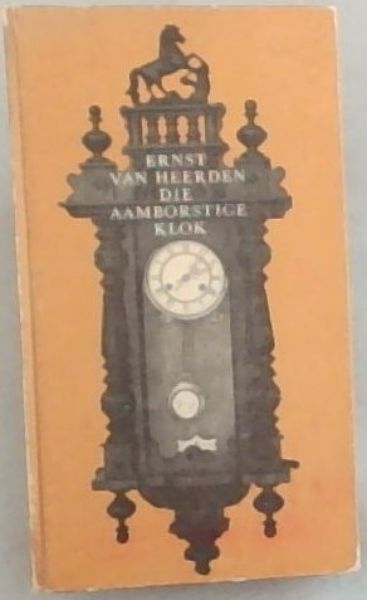 ERNST
VAN HEERDEN
DIE
AAMBORSTIGE
KLOK